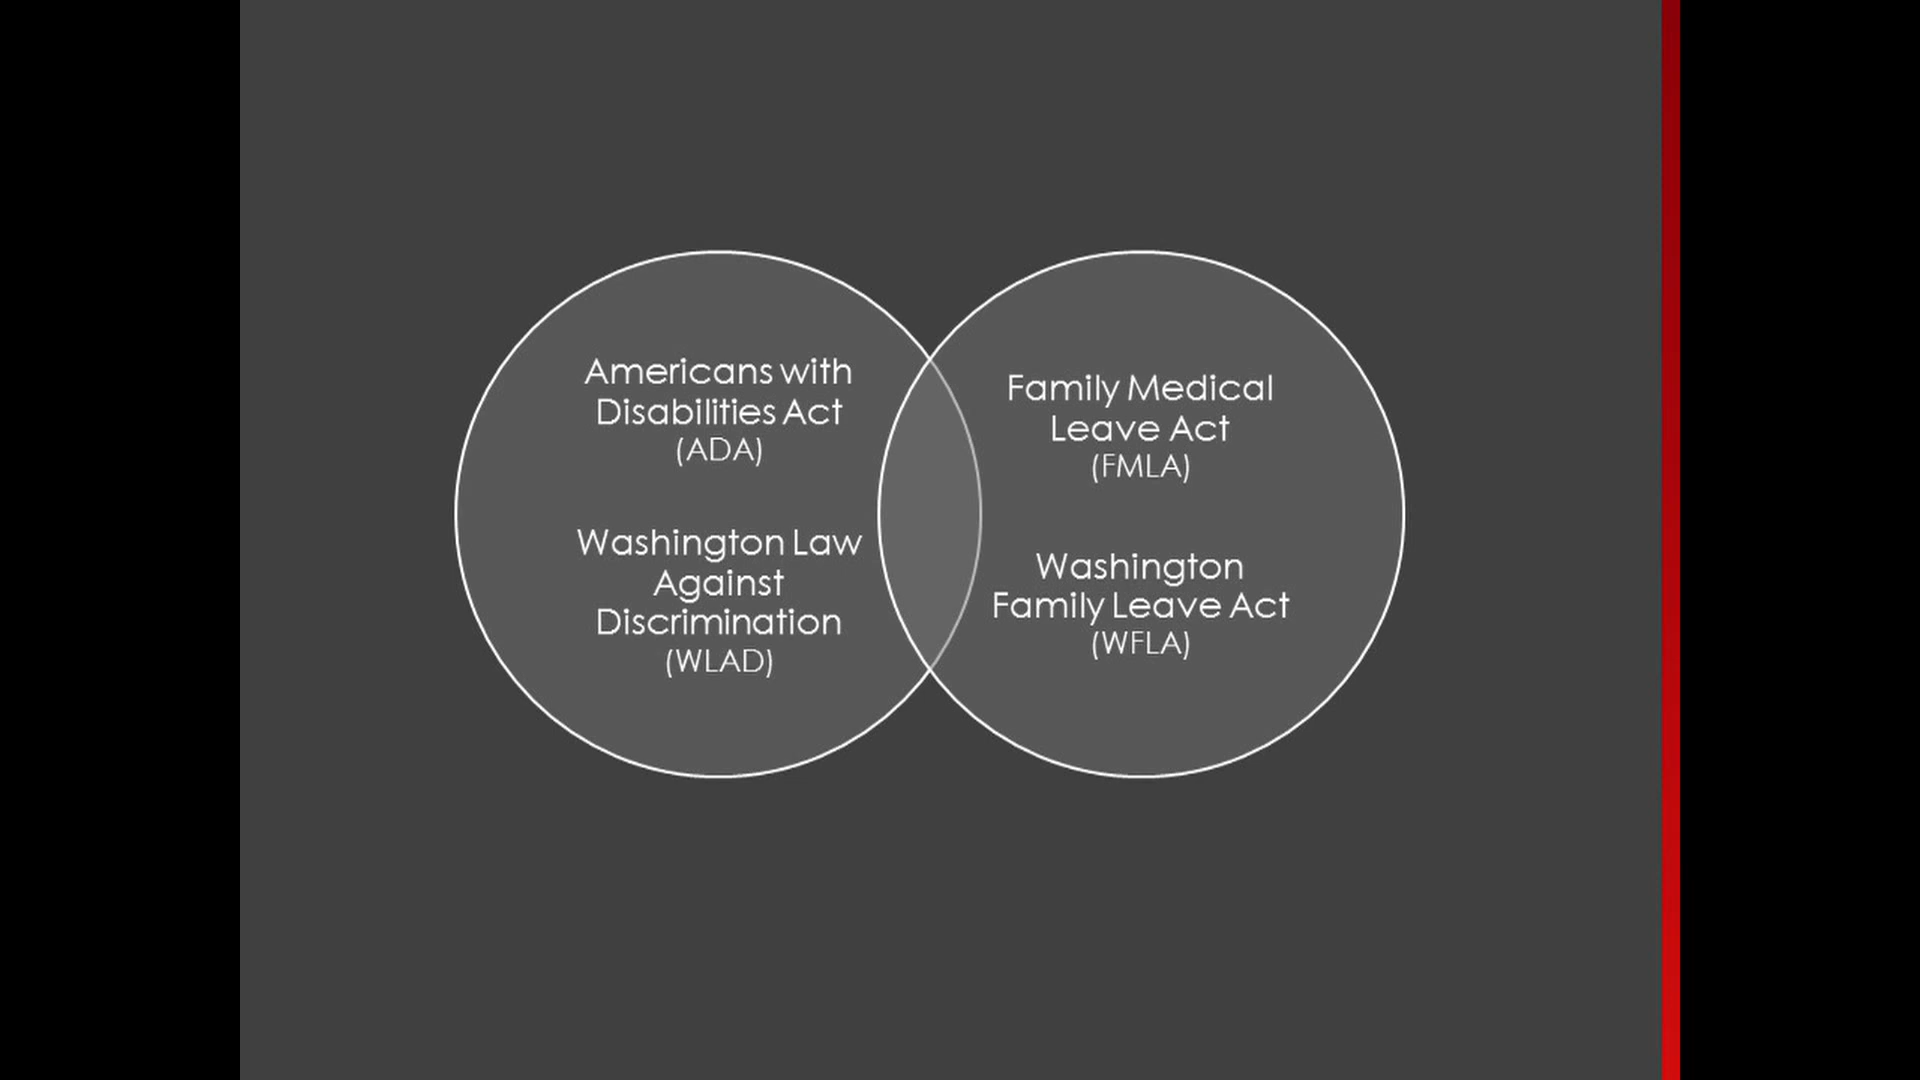 Americans with
Disabilities Act
(ADA)
Washington Law
Against
Discrimination
(WLAD)
Family Medical
Leave Act
(FMLA)
Washington
Family Leave Act
(WFLA)